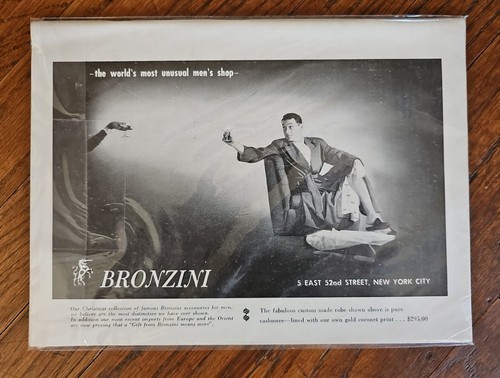 -the world's most unusual men's shop-
BRONZINI
5 EAST 52nd STREET, NEW YORK CITY
Our Christmas collection of famous Bronzini accessories for men,
we believe are the most distinctive we have ever shown.
In addition our most recent imports from Europe and the Orient
are now proving that a "Gift from Bronzini means more".
The fabulous custom made robe shown above is pure
cashmere—lined with our own gold coronet print . . . $295.00